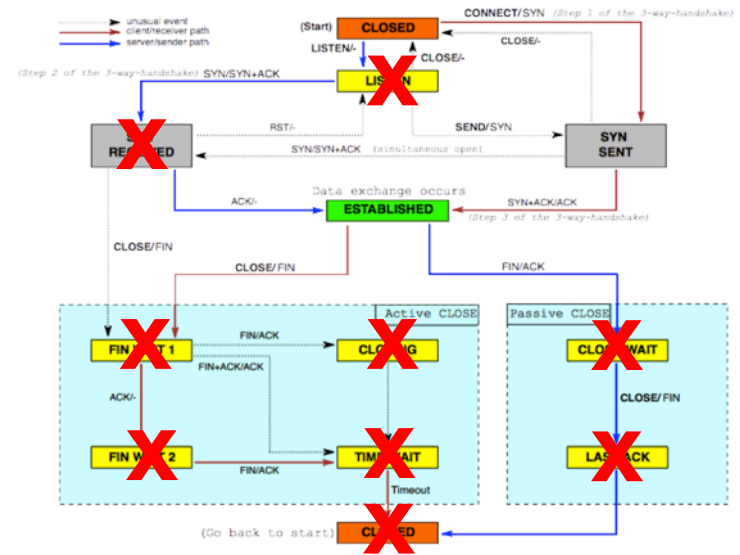 unusual event
client/receiver path
server/sender path
(Start)
CLOSED
CONNECT/SYN (Step 1 of the 3-way-handshake)
CLOSE/-
LISTEN/-
CLOSE/-
(Step 2 of the 3-way-handshake) SYN/SYN+ACK
RST/-
SEND/SYN
SYN
SENT
SYN/SYN+ACK (simultaneous open)
Data exchange occurs
ACK/-
ESTABLISHED
SYN+ACK/ACK
(Step 3 of the 3-way-handshake)
CLOSE/FIN
CLOSE/FIN
FIN/ACK
Active CLOSE
Passive CLOSE
FIN/ACK
FIN+ACK/ACK
ACK/-
CLOSE/FIN
FIN/ACK
Timeout
(Go back to start)